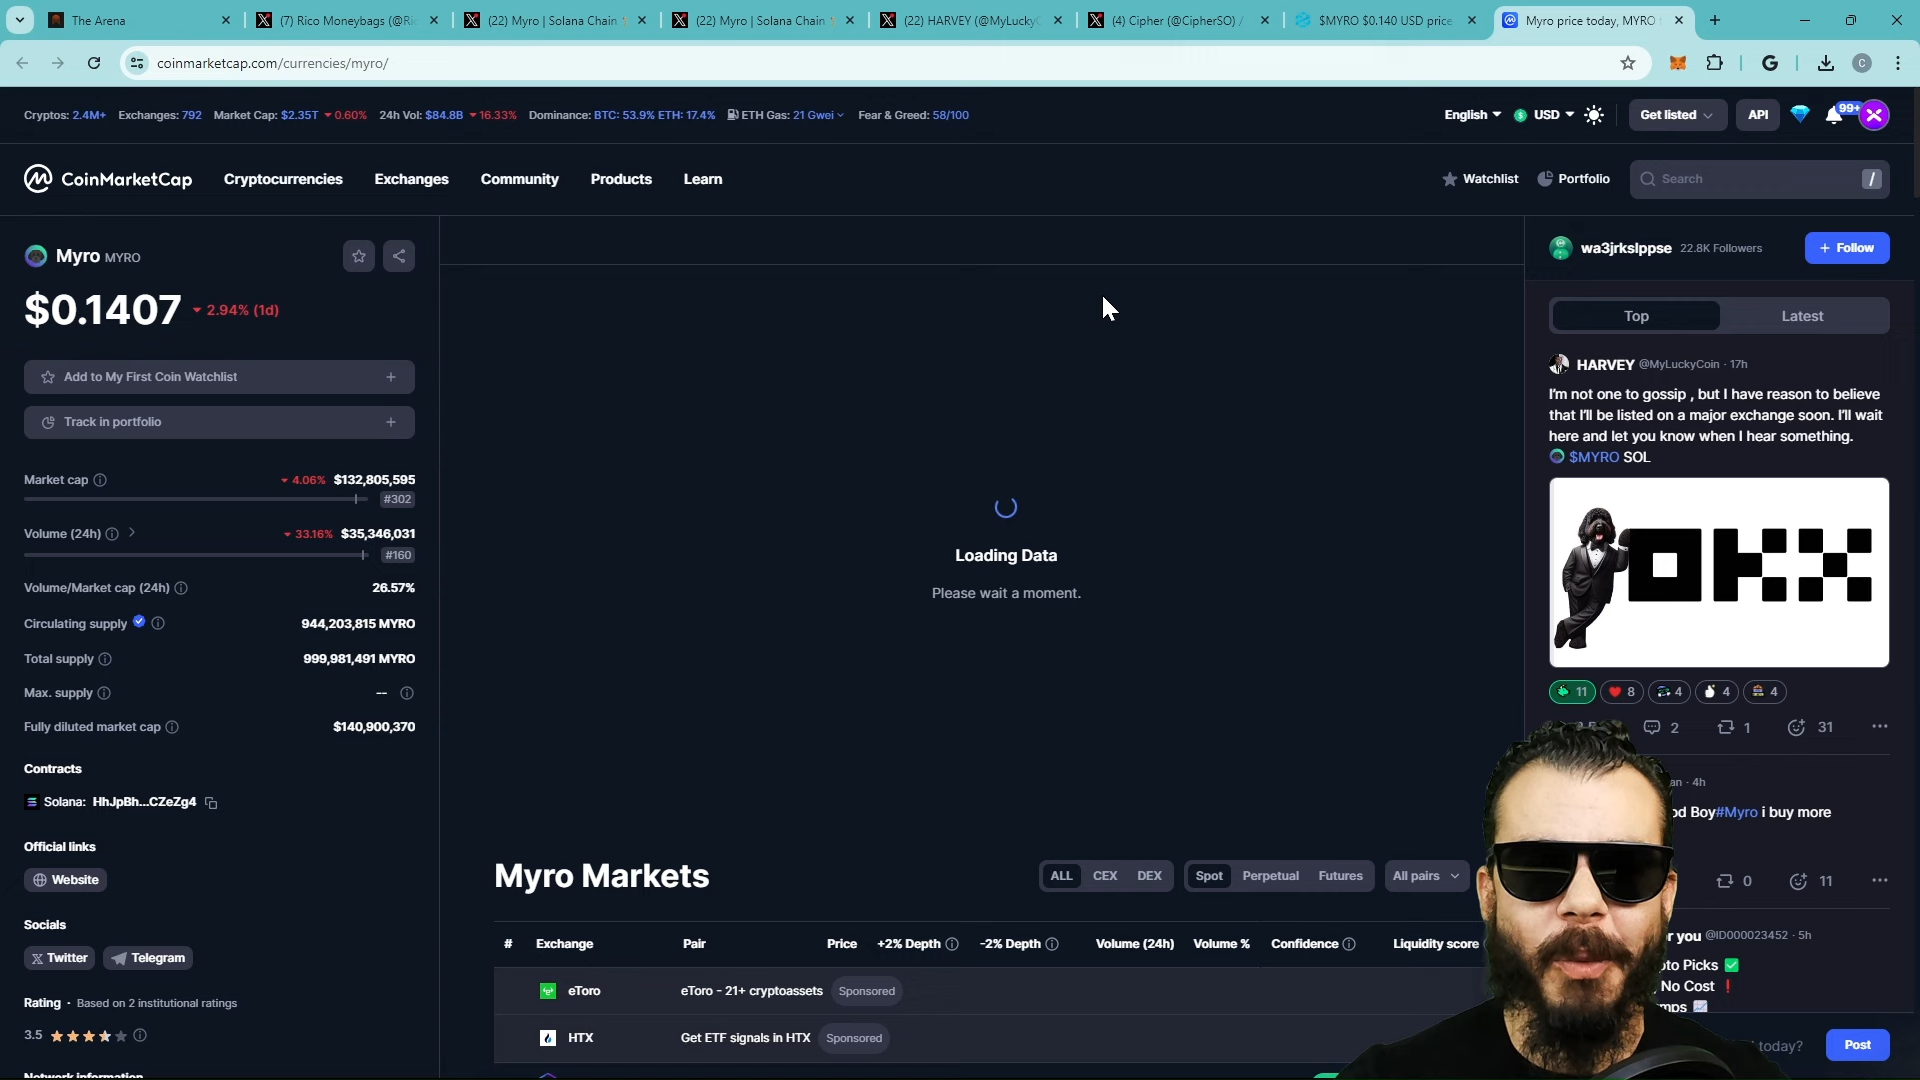 The Arena
(7) Rico Moneybags (@Ri
(22) Myro | Solana Chain
(22) Myro | Solana Chain
(22) HARVEY (@MyLucky
(4) Cipher (@CipherSO) /
$MYRO $0.140 USD price
Myro price today, MYRO
coinmarketcap.com/currencies/myro/
Cryptos: 2.4M+ Exchanges: 792 Market Cap: $2.35T 0.60% 24h Vol: $84.8B 16.33% Dominance: BTC: 53.9% ETH: 17.4% ETH Gas: 21 Gwei Fear & Greed: 58/100
English USD Get listed API 99+
CoinMarketCap Cryptocurrencies Exchanges Community Products Learn
Watchlist Portfolio Search /
Myro MYRO
$0.1407 2.94% (1d)
Add to My First Coin Watchlist +
Track in portfolio +
Market cap 4.06% $132,805,595
#302
Volume (24h) 33.16% $35,346,031
#160
Volume/Market cap (24h) 26.57%
Circulating supply 944,203,815 MYRO
Total supply 999,981,491 MYRO
Max. supply --
Fully diluted market cap $140,900,370
Contracts
Solana: HhJpBh...CZeZg4
Official links
Website
Socials
Twitter Telegram
Rating · Based on 2 institutional ratings
3.5
Network information
Loading Data
Please wait a moment.
Myro Markets
ALL CEX DEX Spot Perpetual Futures All pairs
# Exchange Pair Price +2% Depth -2% Depth Volume (24h) Volume % Confidence Liquidity score
eToro eToro - 21+ cryptoassets Sponsored
HTX Get ETF signals in HTX Sponsored
wa3jrkslppse 22.8K Followers + Follow
Top Latest
HARVEY @MyLuckyCoin · 17h
I'm not one to gossip , but I have reason to believe
that I'll be listed on a major exchange soon. I'll wait
here and let you know when I hear something.
$MYRO SOL
OKX
11 8 4 4 4
2 1 31
· 4h
Boy#Myro i buy more
0 11
you @ID000023452 · 5h
Picks
No Cost
today? Post